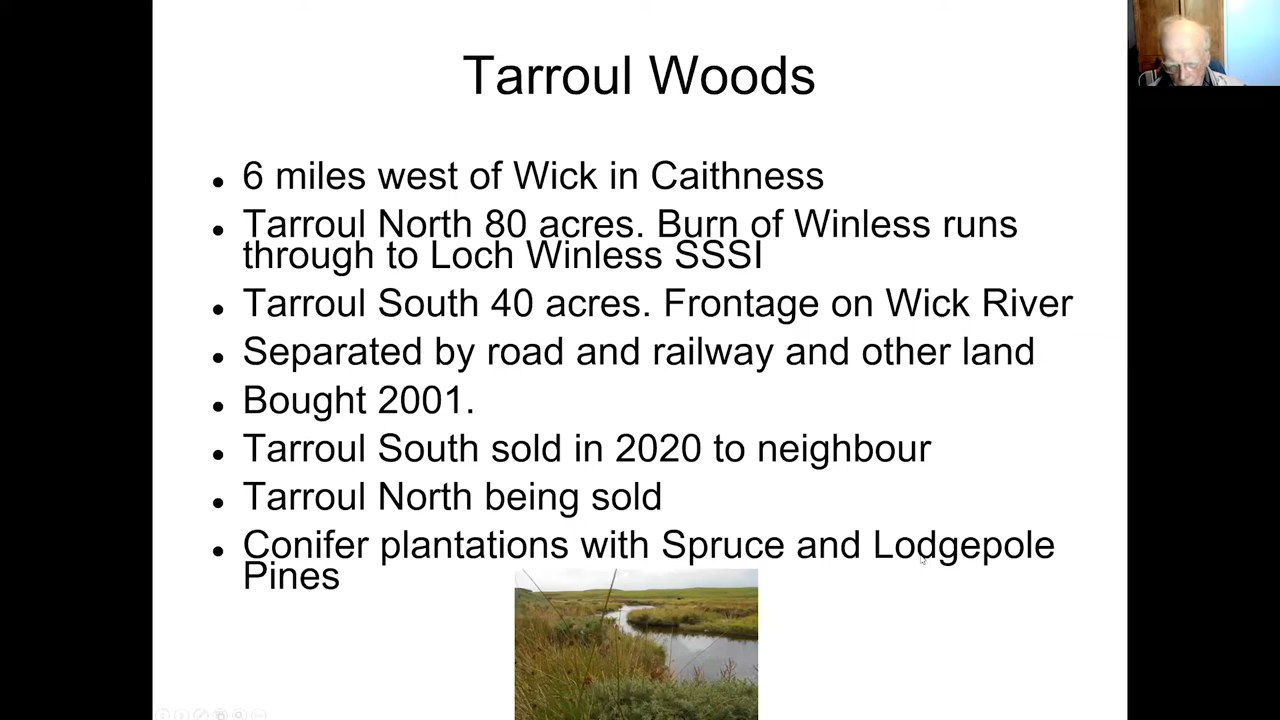 Tarroul Woods
6 miles west of Wick in Caithness
Tarroul North 80 acres. Burn of Winless runs
through to Loch Winless SSSI
Tarroul South 40 acres. Frontage on Wick River
Separated by road and railway and other land
Bought 2001.
Tarroul South sold in 2020 to neighbour
Tarroul North being sold
Conifer plantations with Spruce and Lodgepole
Pines